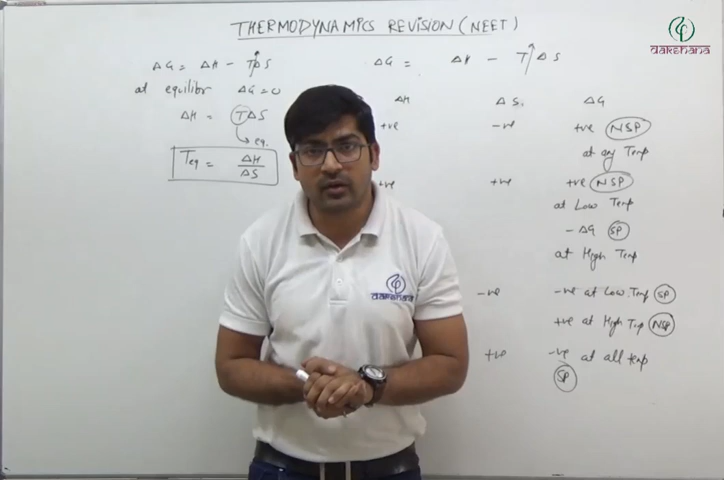 THERMODYNAMICS REVISION (NEET)
dakshana
ΔG = ΔH - TΔS
at equilibr ΔG = 0
ΔH = TΔS
eq.
Teq = ΔH / ΔS
ΔG = ΔH - T↑ΔS
ΔH ΔS ΔG
+ve -ve +ve NSP
at any Temp
+ve +ve +ve NSP
at Low Temp
- ΔG SP
at High Temp
-ve -ve at Low Temp SP
+ve at High Tmp NSP
+ve -ve at all temp
SP
dakshana